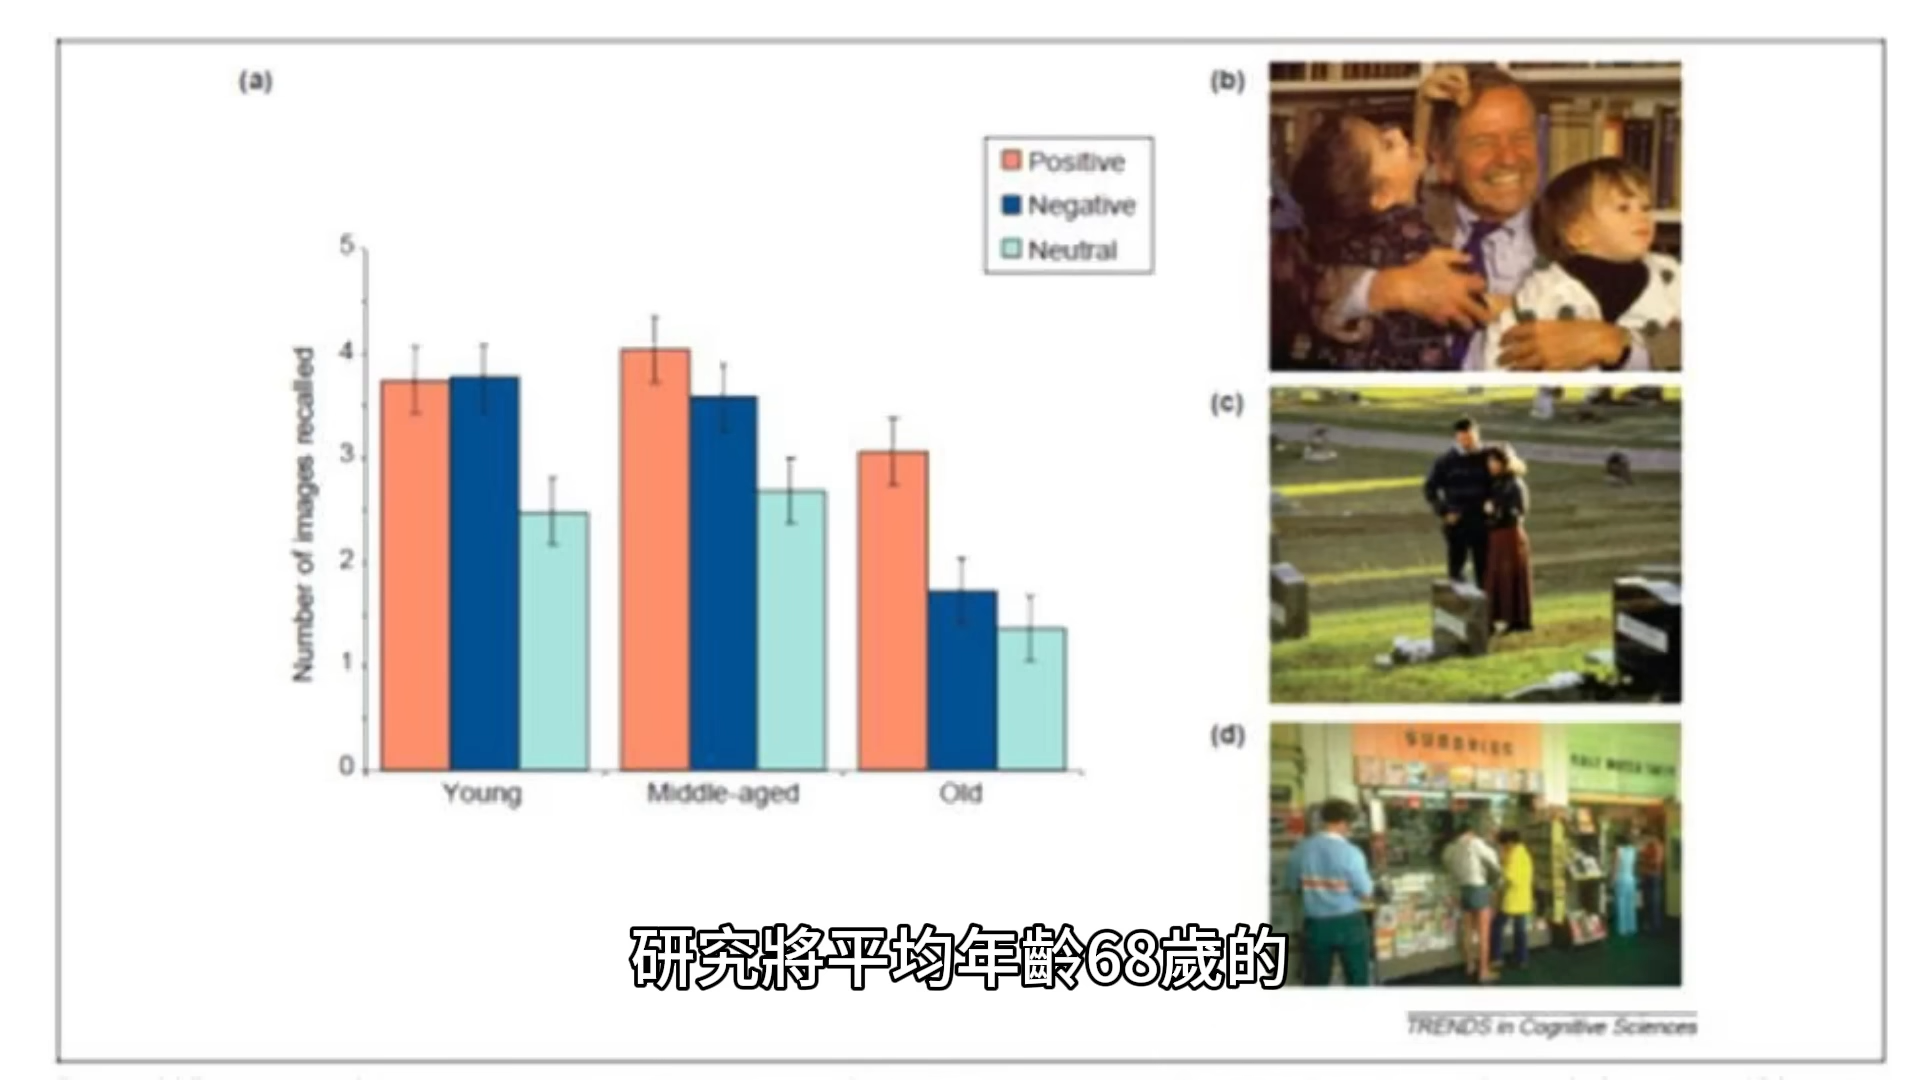 (a)
Positive
Negative
Neutral
5
4
3
2
1
0
Number of images recalled
Young
Middle-aged
Old
(b)
(c)
(d)
研究將平均年齡68歲的
TRENDS in Cognitive Sciences